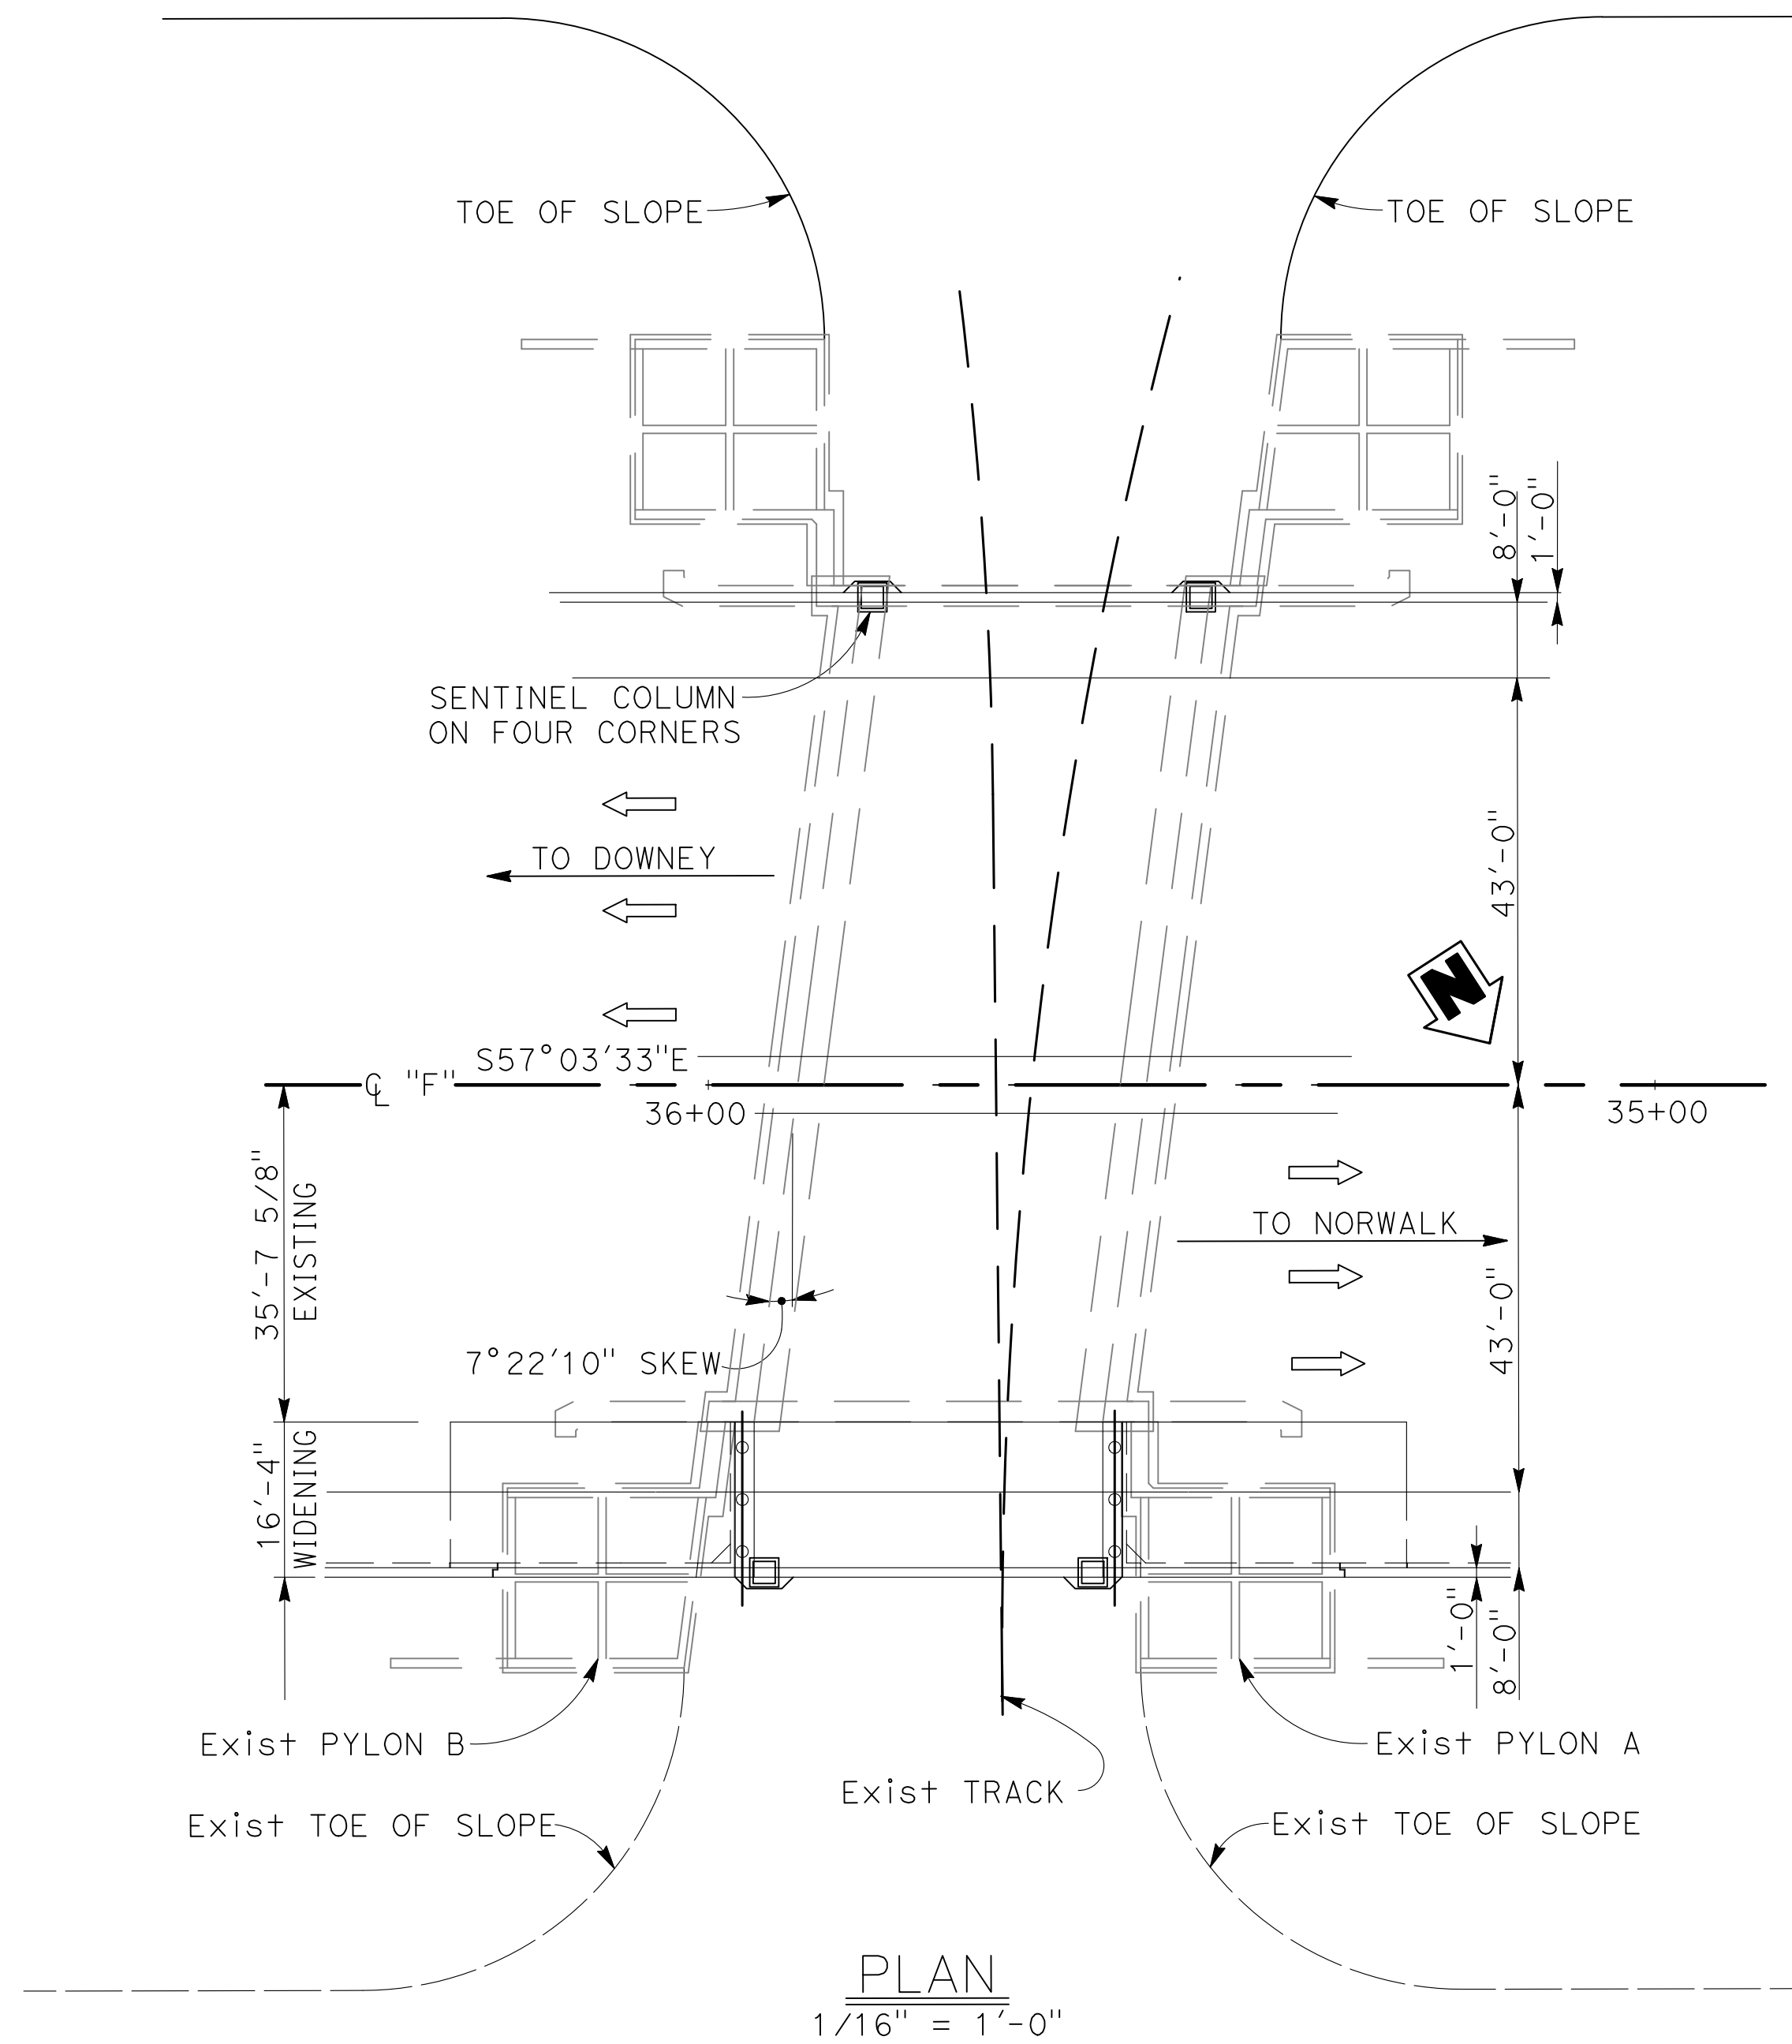 TOE OF SLOPE
TOE OF SLOPE
8'-0"
1'-0"
SENTINEL COLUMN
ON FOUR CORNERS
TO DOWNEY
43'-0"
N
S57°03'33"E
℄ "F"
36+00
35+00
35'-7 5/8"
EXISTING
TO NORWALK
43'-0"
7°22'10" SKEW
16'-4"
WIDENING
1'-0"
8'-0"
Exist PYLON B
Exist PYLON A
Exist TRACK
Exist TOE OF SLOPE
Exist TOE OF SLOPE
PLAN
1/16" = 1'-0"